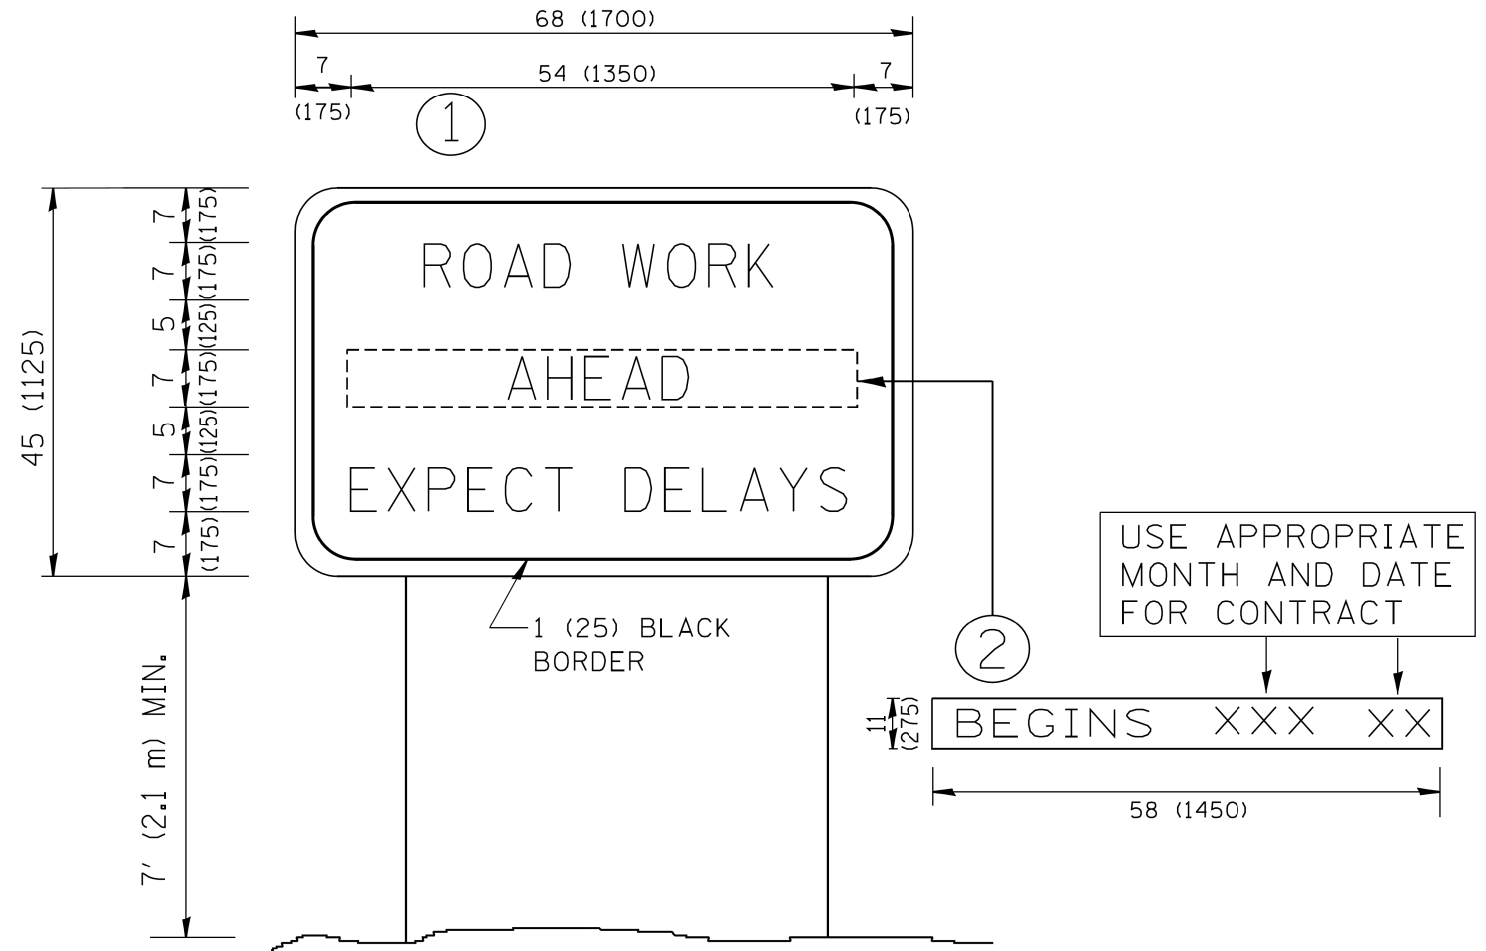 68 (1700)
7
54 (1350)
7
(175)
(175)
1
ROAD WORK
AHEAD
EXPECT DELAYS
45 (1125)
7 (175)
7 (175)
5 (125)
7 (175)
5 (125)
7 (175)
7 (175)
7' (2.1 m) MIN.
1 (25) BLACK
BORDER
2
USE APPROPRIATE
MONTH AND DATE
FOR CONTRACT
11
(275)
BEGINS XXX XX
58 (1450)